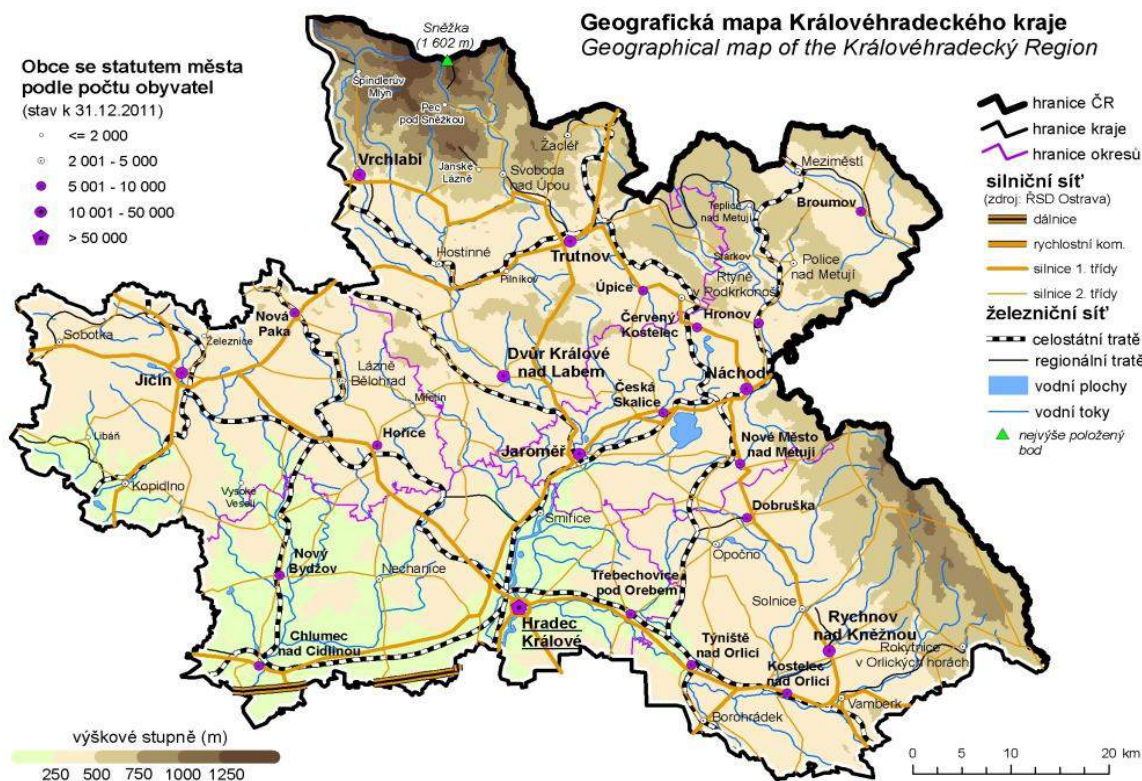 Geografická mapa Královéhradeckého kraje
Geographical map of the Královéhradecký Region
Sněžka
(1 602 m)
Obce se statutem města
podle počtu obyvatel
(stav k 31.12.2011)
<= 2 000
2 001 - 5 000
5 001 - 10 000
10 001 - 50 000
> 50 000
hranice ČR
hranice kraje
hranice okresů
silniční síť
(zdroj: ŘSD Ostrava)
dálnice
rychlostní kom.
silnice 1. třídy
silnice 2. třídy
železniční síť
celostátní tratě
regionální tratě
vodní plochy
vodní toky
nejvýše položený
bod
Špindlerův
Mlýn
Pec
pod Sněžkou
Žacléř
Vrchlabí
Janské
Lázně
Svoboda
nad Úpou
Meziměstí
Teplice
nad Metují
Broumov
Hostinné
Trutnov
Stárkov
Police
nad Metují
Pilníkov
Rtyně
v Podkrkonoší
Úpice
Nová
Paka
Červený
Kostelec
Hronov
Sobotka
Železnice
Dvůr Králové
nad Labem
Lázně
Bělohrad
Náchod
Jičín
Česká
Skalice
Miletín
Libáň
Hořice
Jaroměř
Nové Město
nad Metují
Kopidlno
Vysoké
Veselí
Dobruška
Smiřice
Opočno
Nový
Bydžov
Nechanice
Třebechovice
pod Orebem
Solnice
Hradec
Králové
Rychnov
nad Kněžnou
Chlumec
nad Cidlinou
Týniště
nad Orlicí
Rokytnice
v Orlických horách
Kostelec
nad Orlicí
Vamberk
Borohrádek
výškové stupně (m)
250 500 750 1000 1250
0 5 10 20 km